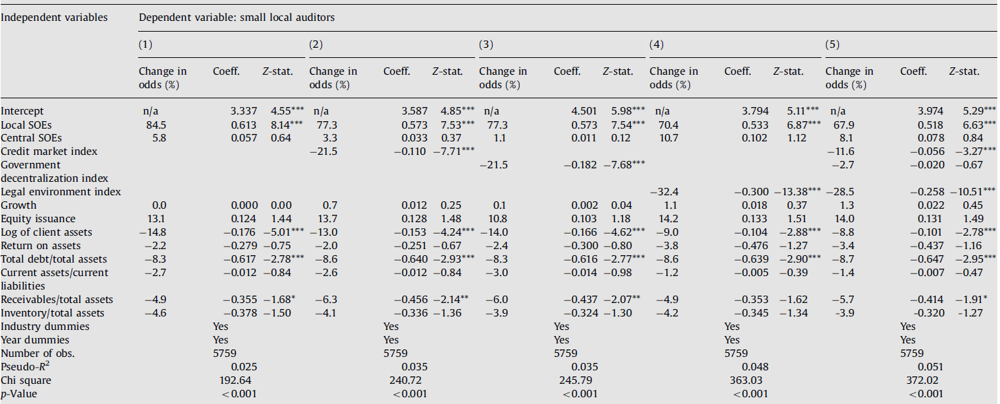 Independent variables Dependent variable: small local auditors
(1) (2) (3) (4) (5)
Change in Coeff. Z-stat. Change in Coeff. Z-stat. Change in Coeff. Z-stat. Change in Coeff. Z-stat. Change in Coeff. Z-stat.
odds (%) odds (%) odds (%) odds (%) odds (%)
Intercept n/a 3.337 4.55*** n/a 3.587 4.85*** n/a 4.501 5.98*** n/a 3.794 5.11*** n/a 3.974 5.29***
Local SOEs 84.5 0.613 8.14*** 77.3 0.573 7.53*** 77.3 0.573 7.54*** 70.4 0.533 6.87*** 67.9 0.518 6.63***
Central SOEs 5.8 0.057 0.64 3.3 0.033 0.37 1.1 0.011 0.12 10.7 0.102 1.12 8.1 0.078 0.84
Credit market index −21.5 −0.110 −7.71*** −11.6 −0.056 −3.27***
Government −21.5 −0.182 −7.68*** −2.7 −0.020 −0.67
decentralization index
Legal environment index −32.4 −0.300 −13.38*** −28.5 −0.258 −10.51***
Growth 0.0 0.000 0.00 0.7 0.012 0.25 0.1 0.002 0.04 1.1 0.018 0.37 1.3 0.022 0.45
Equity issuance 13.1 0.124 1.44 13.7 0.128 1.48 10.8 0.103 1.18 14.2 0.133 1.51 14.0 0.131 1.49
Log of client assets −14.8 −0.176 −5.01*** −13.0 −0.153 −4.24*** −14.0 −0.166 −4.62*** −9.0 −0.104 −2.88*** −8.8 −0.101 −2.78***
Return on assets −2.2 −0.279 −0.75 −2.0 −0.251 −0.67 −2.4 −0.300 −0.80 −3.8 −0.476 −1.27 −3.4 −0.437 −1.16
Total debt/total assets −8.3 −0.617 −2.78*** −8.6 −0.640 −2.93*** −8.3 −0.616 −2.77*** −8.6 −0.639 −2.90*** −8.7 −0.647 −2.95***
Current assets/current −2.7 −0.012 −0.84 −2.6 −0.012 −0.84 −3.0 −0.014 −0.98 −1.2 −0.005 −0.39 −1.4 −0.007 −0.47
liabilities
Receivables/total assets −4.9 −0.355 −1.68* −6.3 −0.456 −2.14** −6.0 −0.437 −2.07** −4.9 −0.353 −1.62 −5.7 −0.414 −1.91*
Inventory/total assets −4.6 −0.378 −1.50 −4.1 −0.336 −1.36 −3.9 −0.324 −1.30 −4.2 −0.345 −1.34 -3.9 -0.320 -1.27
Industry dummies Yes Yes Yes Yes Yes
Year dummies Yes Yes Yes Yes Yes
Number of obs. 5759 5759 5759 5759 5759
Pseudo-R² 0.025 0.035 0.035 0.048 0.051
Chi square 192.64 240.72 245.79 363.03 372.02
p-Value <0.001 <0.001 <0.001 <0.001 <0.001